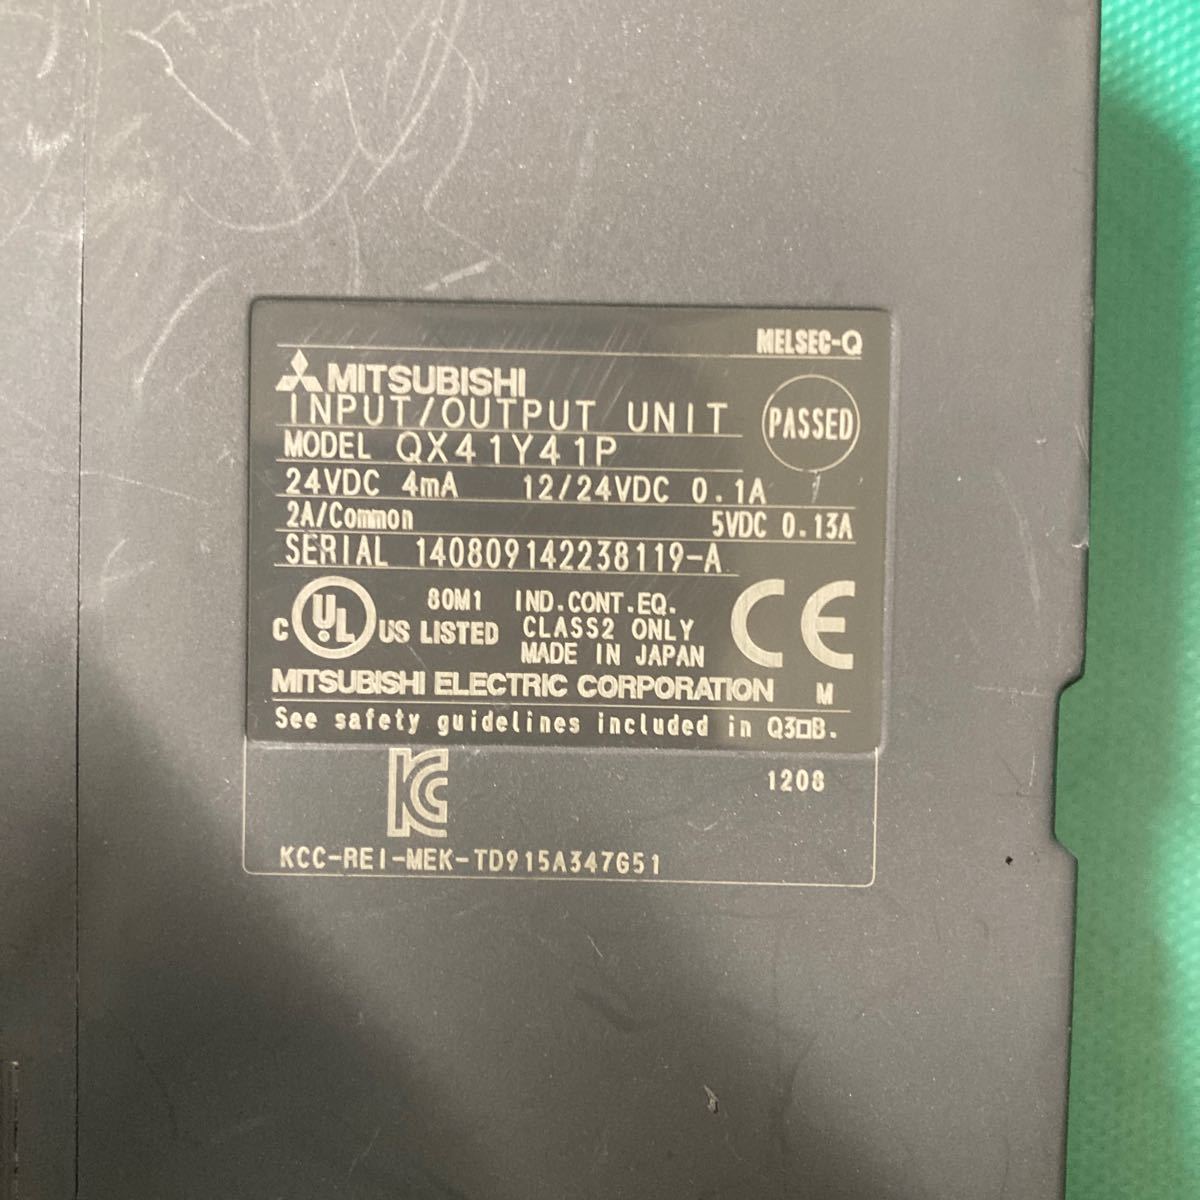 MELSEC-Q
MITSUBISHI
INPUT/OUTPUT UNIT
PASSED
MODEL QX41Y41P
24VDC 4mA 12/24VDC 0.1A
2A/Common 5VDC 0.13A
SERIAL 140809142238119-A
C UL US LISTED 80M1 IND.CONT.EQ.
CLASS2 ONLY
MADE IN JAPAN
CE
MITSUBISHI ELECTRIC CORPORATION M
See safety guidelines included in Q3□B.
KC 1208
KCC-REI-MEK-TD915A347G51